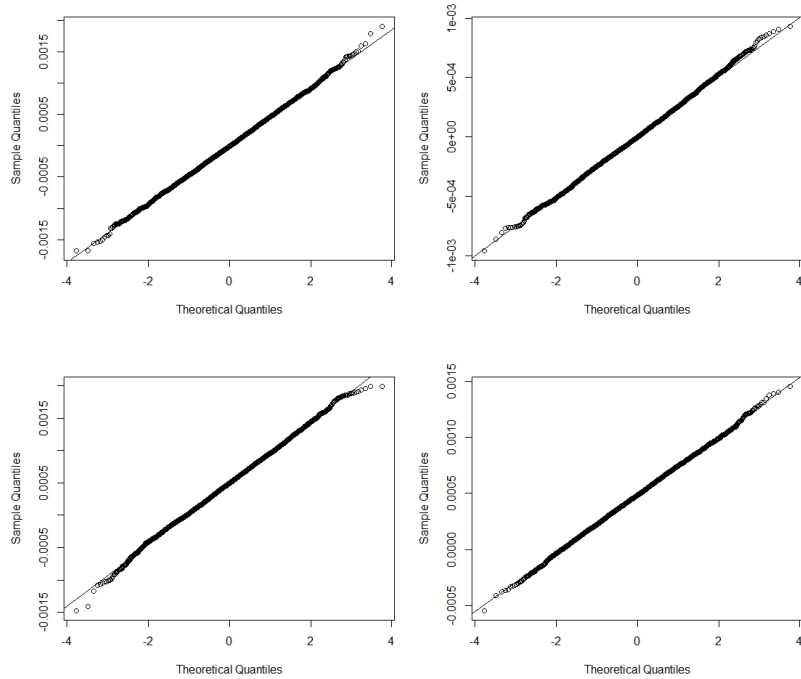 Sample Quantiles
0.0015
0.0005
-0.0005
-0.0015
-4 -2 0 2 4
Theoretical Quantiles
Sample Quantiles
1e-03
5e-04
0e+00
-5e-04
-1e-03
-4 -2 0 2 4
Theoretical Quantiles
Sample Quantiles
0.0015
0.0005
-0.0005
-0.0015
-4 -2 0 2 4
Theoretical Quantiles
Sample Quantiles
0.0015
0.0010
0.0005
0.0000
-0.0005
-4 -2 0 2 4
Theoretical Quantiles